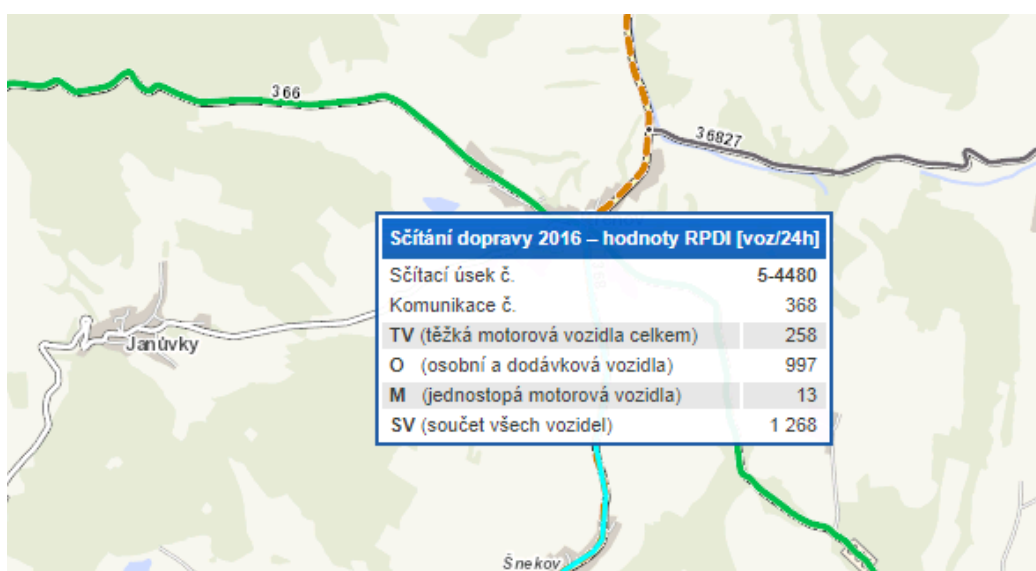 366
36827
Sčítání dopravy 2016 – hodnoty RPDI [voz/24h]
Sčítací úsek č. 5-4480
Komunikace č. 368
TV (těžká motorová vozidla celkem) 258
O (osobní a dodávková vozidla) 997
M (jednostopá motorová vozidla) 13
SV (součet všech vozidel) 1 268
Janůvky
Šnekov